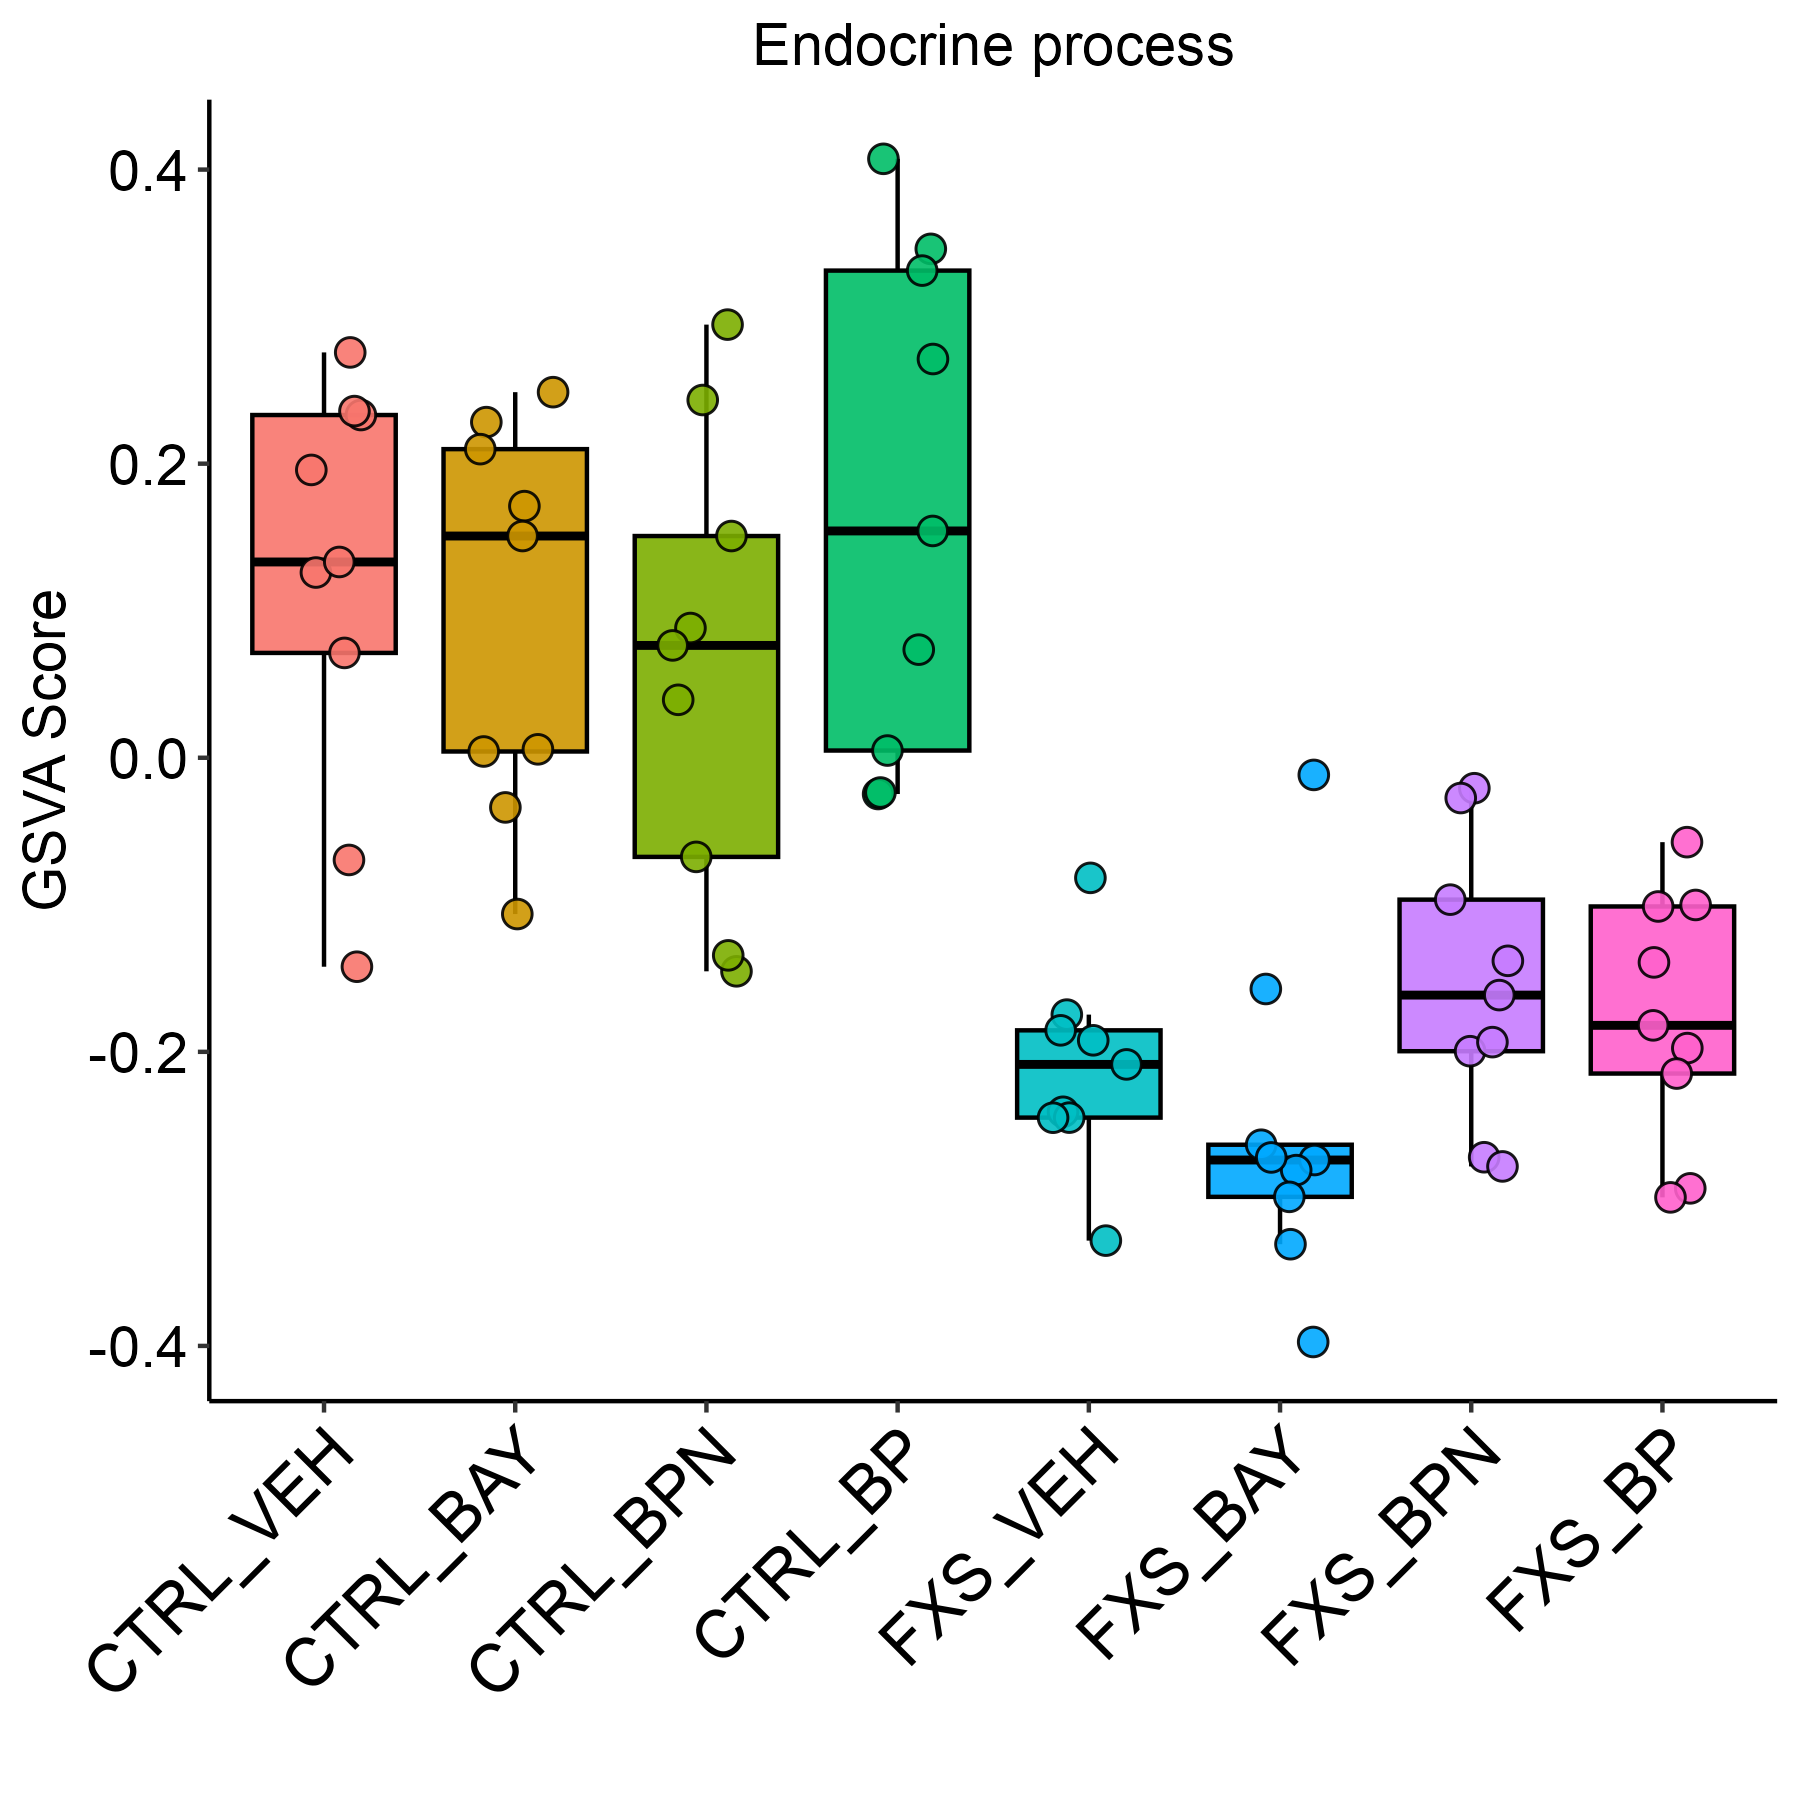 Endocrine process
GSVA Score
0.4
0.2
0.0
-0.2
-0.4
CTRL_VEH
CTRL_BAY
CTRL_BPN
CTRL_BP
FXS_VEH
FXS_BAY
FXS_BPN
FXS_BP